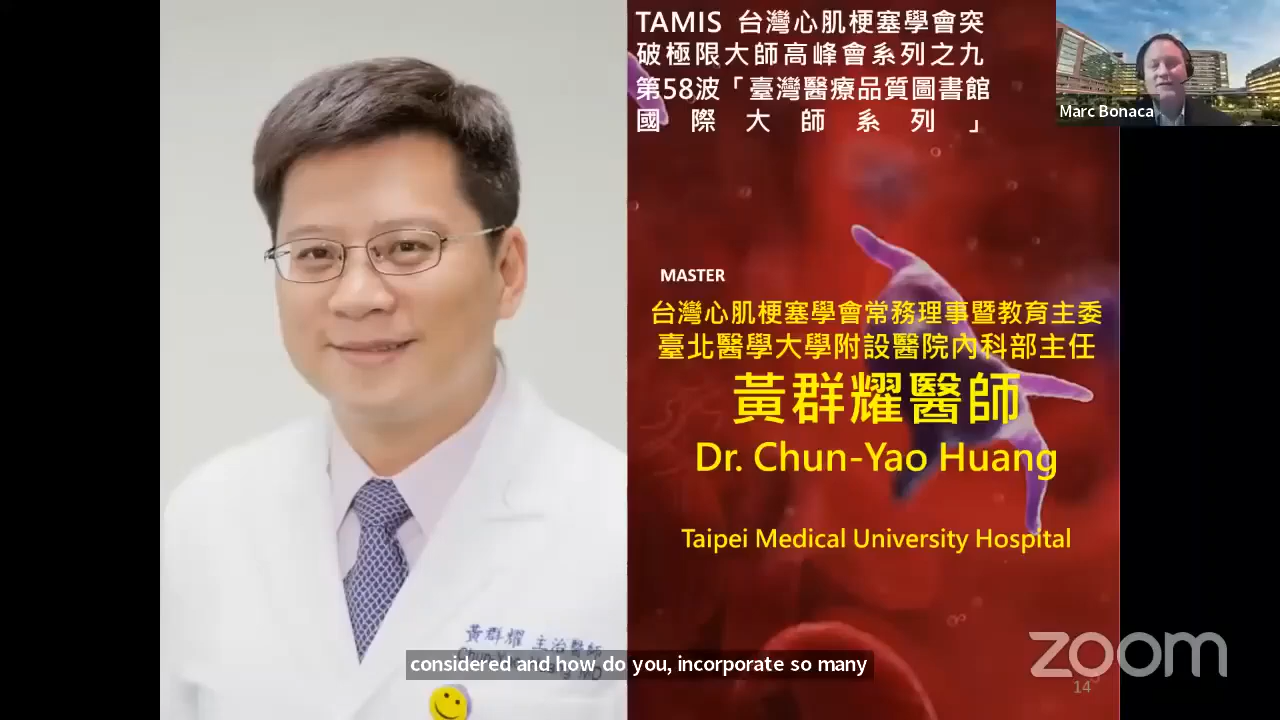 TAMIS 台灣心肌梗塞學會突
破極限大師高峰會系列之九
第58波「臺灣醫療品質圖書館
國際大師系列」
Marc Bonaca
MASTER
台灣心肌梗塞學會常務理事暨教育主委
臺北醫學大學附設醫院內科部主任
黃群耀醫師
Dr. Chun-Yao Huang
Taipei Medical University Hospital
黃群耀 主治醫師
considered and how do you, incorporate so many
zoom
14